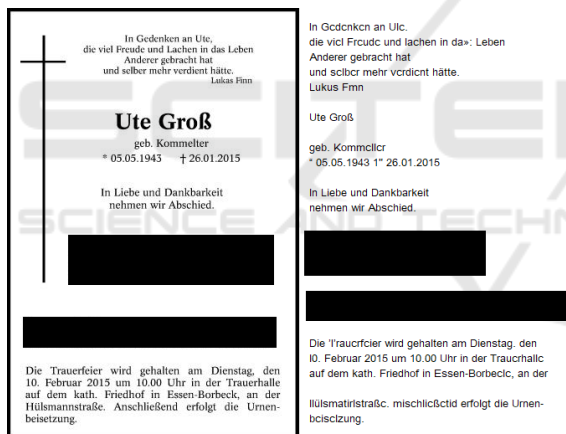 In Gedenken an Ute,
die viel Freude und Lachen in das Leben
Anderer gebracht hat
und selber mehr verdient hätte.
Lukas Finn
Ute Groß
geb. Kommelter
* 05.05.1943 † 26.01.2015
In Liebe und Dankbarkeit
nehmen wir Abschied.
Die Trauerfeier wird gehalten am Dienstag, den
10. Februar 2015 um 10.00 Uhr in der Trauerhalle
auf dem kath. Friedhof in Essen-Borbeck, an der
Hülsmannstraße. Anschließend erfolgt die Urnen-
beisetzung.
In Gcdcnkcn an Ulc.
die vicl Frcudc und lachen in da»: Leben
Anderer gebracht hat
und sclbcr mehr vcrdicnt hätte.
Lukus Fmn
Ute Groß
geb. Kommcllcr
“ 05.05.1943 1" 26.01.2015
In Liebe und Dankbarkeit
nehmen wir Abschied.
Die 'I'raucrfcier wird gehalten am Dienstag. den
I0. Februar 2015 um 10.00 Uhr in der Traucrhallc
auf dem kath. Friedhof in Essen-Borbeclc, an der
llülsmatirlstraßc. mischlicßctid erfolgt die Urnen-
bcisclzung.
SCITE
SCIENCE AND TECHN